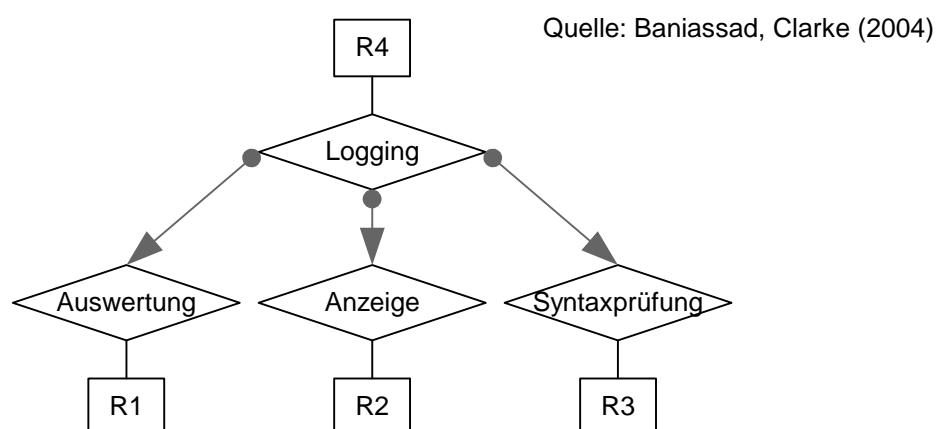 Quelle: Baniassad, Clarke (2004)
R4
Logging
Auswertung
Anzeige
Syntaxprüfung
R1
R2
R3